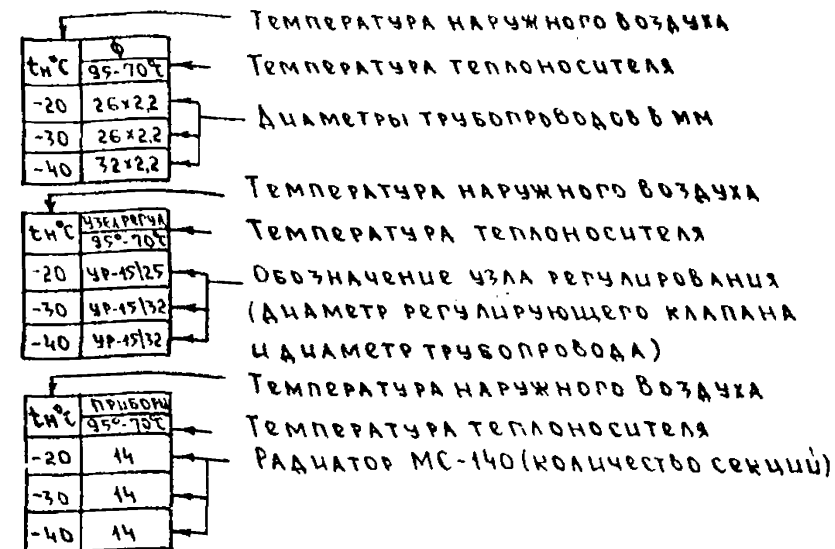 Температура наружного воздуха
tн°С Ф
95-70°С Температура теплоносителя
-20 26×2,2
Диаметры трубопроводов в мм
-30 26×2,2
-40 32×2,2
Температура наружного воздуха
tн°С узел регул
95°-70°С Температура теплоносителя
-20 УР-15/25 Обозначение узла регулирования
-30 УР-15/32 (диаметр регулирующего клапана
-40 УР-15/32 и диаметр трубопровода)
Температура наружного воздуха
tн°С приборы
95°-70°С Температура теплоносителя
-20 14 Радиатор МС-140 (количество секций)
-30 14
-40 14